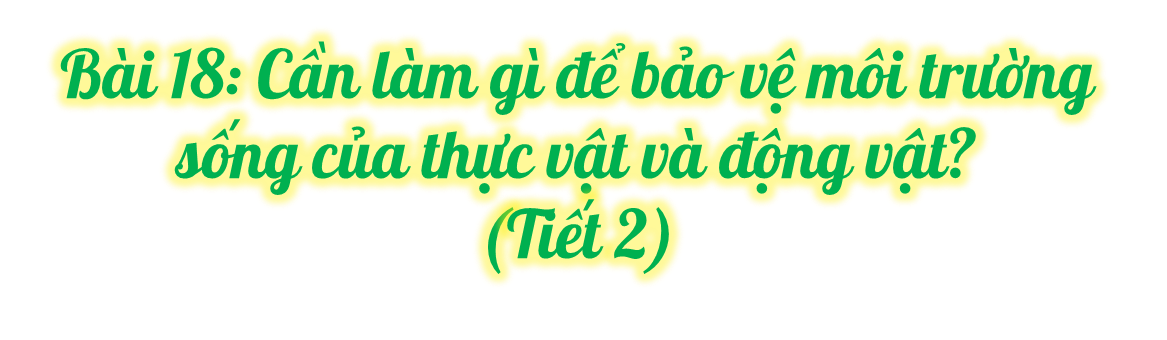 Bài 18: Cần làm gì để bảo vệ môi trường
sống của thực vật và động vật?
(Tiết 2)